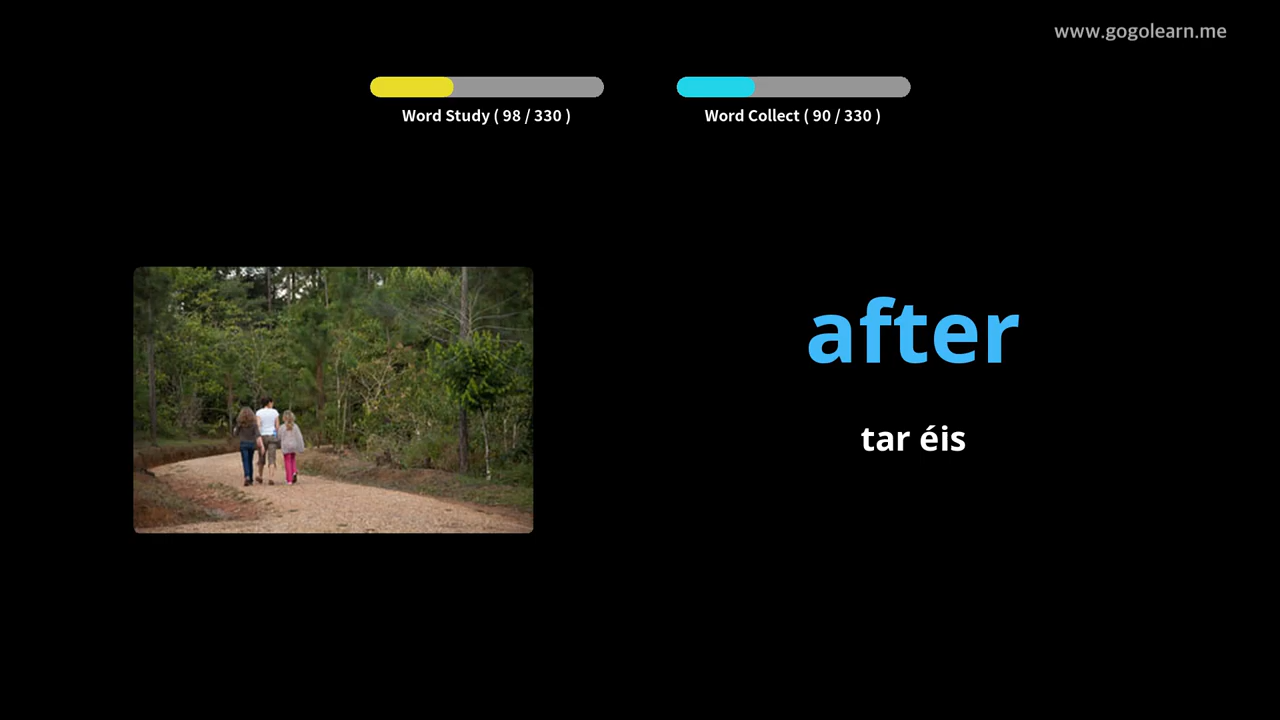 www.gogolearn.me
Word Study ( 98 / 330 )
Word Collect ( 90 / 330 )
after
tar éis